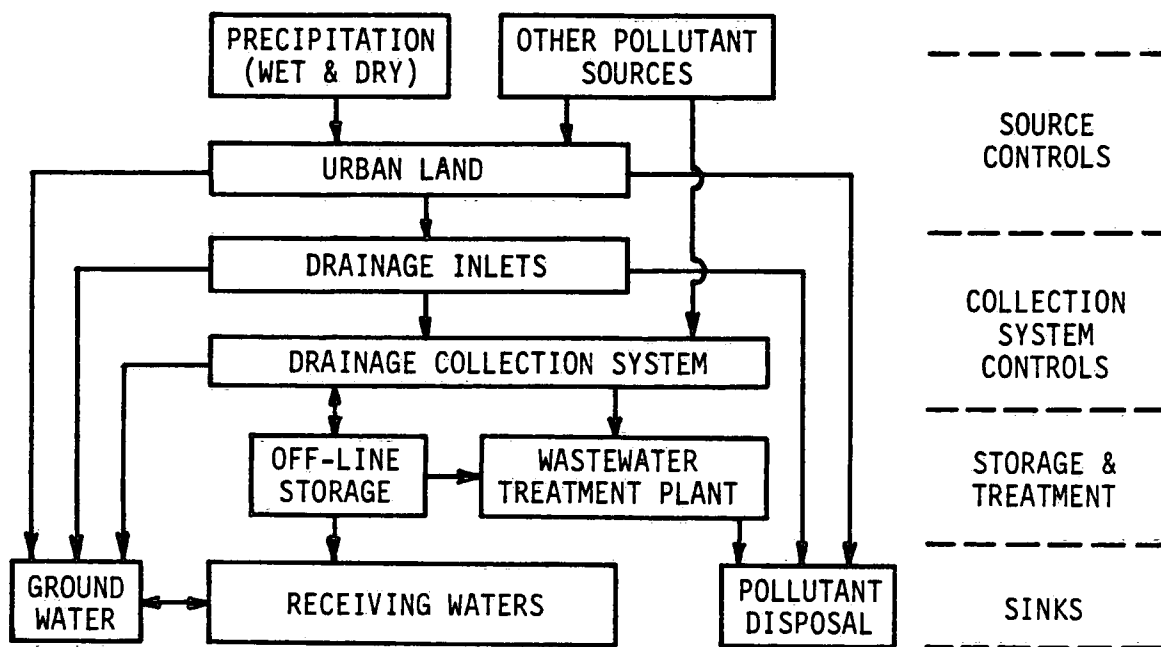 PRECIPITATION
(WET & DRY)
OTHER POLLUTANT
SOURCES
SOURCE
CONTROLS
URBAN LAND
DRAINAGE INLETS
COLLECTION
SYSTEM
CONTROLS
DRAINAGE COLLECTION SYSTEM
OFF-LINE
STORAGE
WASTEWATER
TREATMENT PLANT
STORAGE &
TREATMENT
GROUND
WATER
RECEIVING WATERS
POLLUTANT
DISPOSAL
SINKS